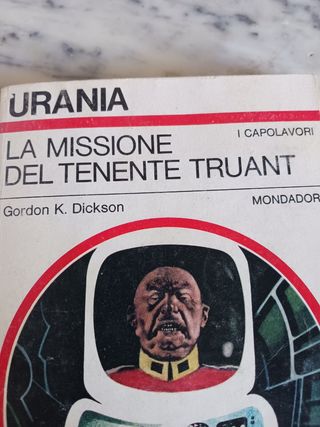 URANIA
I CAPOLAVORI
LA MISSIONE
DEL TENENTE TRUANT
Gordon K. Dickson
MONDADOR